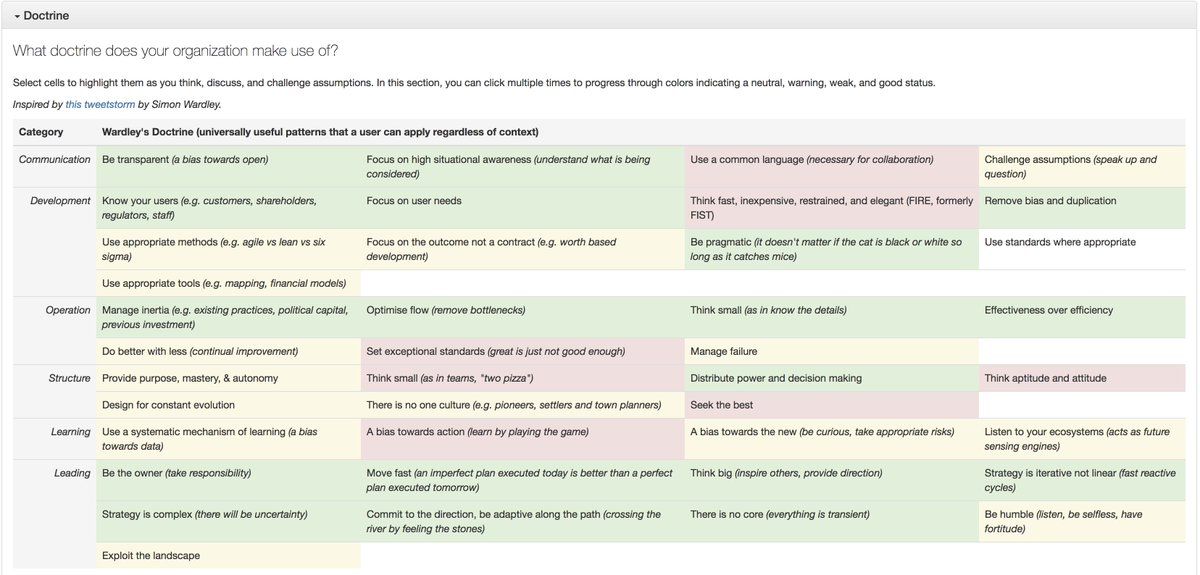 Doctrine
What doctrine does your organization make use of?
Select cells to highlight them as you think, discuss, and challenge assumptions. In this section, you can click multiple times to progress through colors indicating a neutral, warning, weak, and good status.
Inspired by this tweetstorm by Simon Wardley.
Category Wardley's Doctrine (universally useful patterns that a user can apply regardless of context)
Communication Be transparent (a bias towards open) Focus on high situational awareness (understand what is being Use a common language (necessary for collaboration) Challenge assumptions (speak up and
considered) question)
Development Know your users (e.g. customers, shareholders, Focus on user needs Think fast, inexpensive, restrained, and elegant (FIRE, formerly Remove bias and duplication
regulators, staff) FIST)
Use appropriate methods (e.g. agile vs lean vs six Focus on the outcome not a contract (e.g. worth based Be pragmatic (it doesn't matter if the cat is black or white so Use standards where appropriate
sigma) development) long as it catches mice)
Use appropriate tools (e.g. mapping, financial models)
Operation Manage inertia (e.g. existing practices, political capital, Optimise flow (remove bottlenecks) Think small (as in know the details) Effectiveness over efficiency
previous investment)
Do better with less (continual improvement) Set exceptional standards (great is just not good enough) Manage failure
Structure Provide purpose, mastery, & autonomy Think small (as in teams, "two pizza") Distribute power and decision making Think aptitude and attitude
Design for constant evolution There is no one culture (e.g. pioneers, settlers and town planners) Seek the best
Learning Use a systematic mechanism of learning (a bias A bias towards action (learn by playing the game) A bias towards the new (be curious, take appropriate risks) Listen to your ecosystems (acts as future
towards data) sensing engines)
Leading Be the owner (take responsibility) Move fast (an imperfect plan executed today is better than a perfect Think big (inspire others, provide direction) Strategy is iterative not linear (fast reactive
plan executed tomorrow) cycles)
Strategy is complex (there will be uncertainty) Commit to the direction, be adaptive along the path (crossing the There is no core (everything is transient) Be humble (listen, be selfless, have
river by feeling the stones) fortitude)
Exploit the landscape